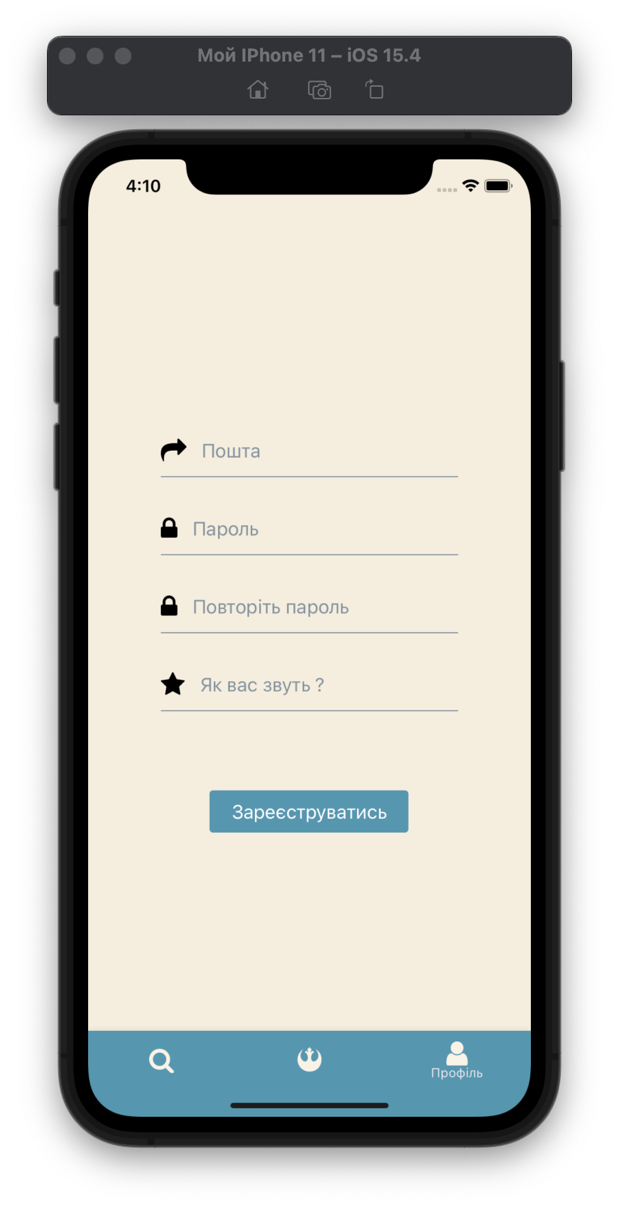 Мой IPhone 11 – iOS 15.4
4:10
Пошта
Пароль
Повторіть пароль
Як вас звуть ?
Зареєструватись
Профіль